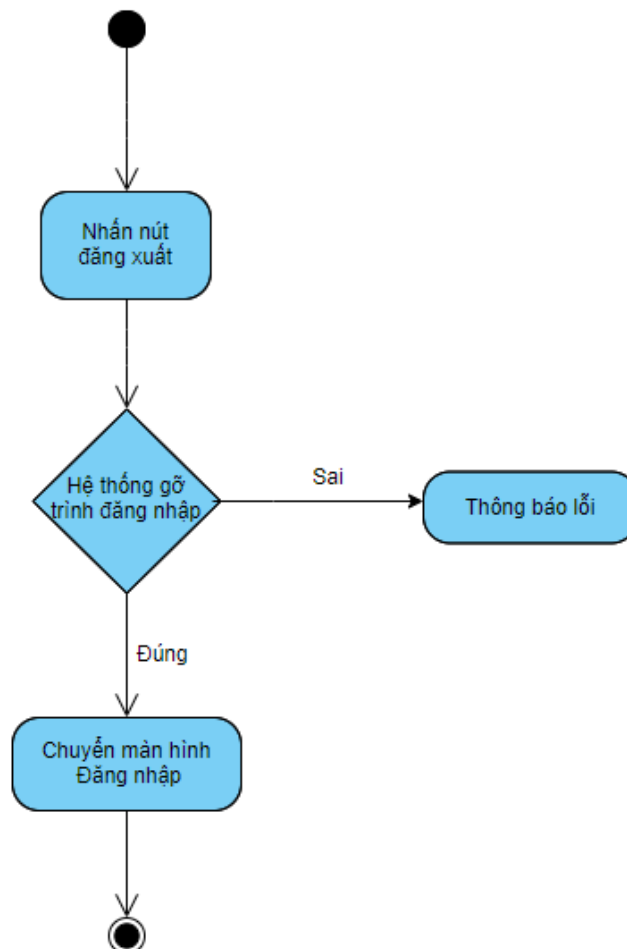 Nhấn nút
đăng xuất
Hệ thống gỡ
trình đăng nhập
Sai
Thông báo lỗi
Đúng
Chuyển màn hình
Đăng nhập